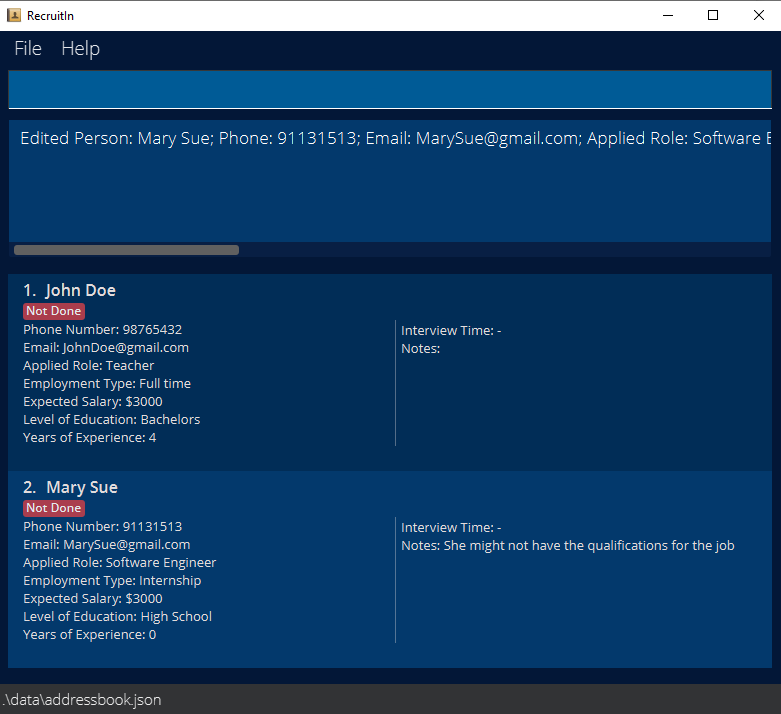 RecruitIn
File Help
Edited Person: Mary Sue; Phone: 91131513; Email: MarySue@gmail.com; Applied Role: Software
1. John Doe
Not Done
Phone Number: 98765432
Email: JohnDoe@gmail.com
Applied Role: Teacher
Employment Type: Full time
Expected Salary: $3000
Level of Education: Bachelors
Years of Experience: 4
Interview Time: -
Notes:
2. Mary Sue
Not Done
Phone Number: 91131513
Email: MarySue@gmail.com
Applied Role: Software Engineer
Employment Type: Internship
Expected Salary: $3000
Level of Education: High School
Years of Experience: 0
Interview Time: -
Notes: She might not have the qualifications for the job
.\data\addressbook.json